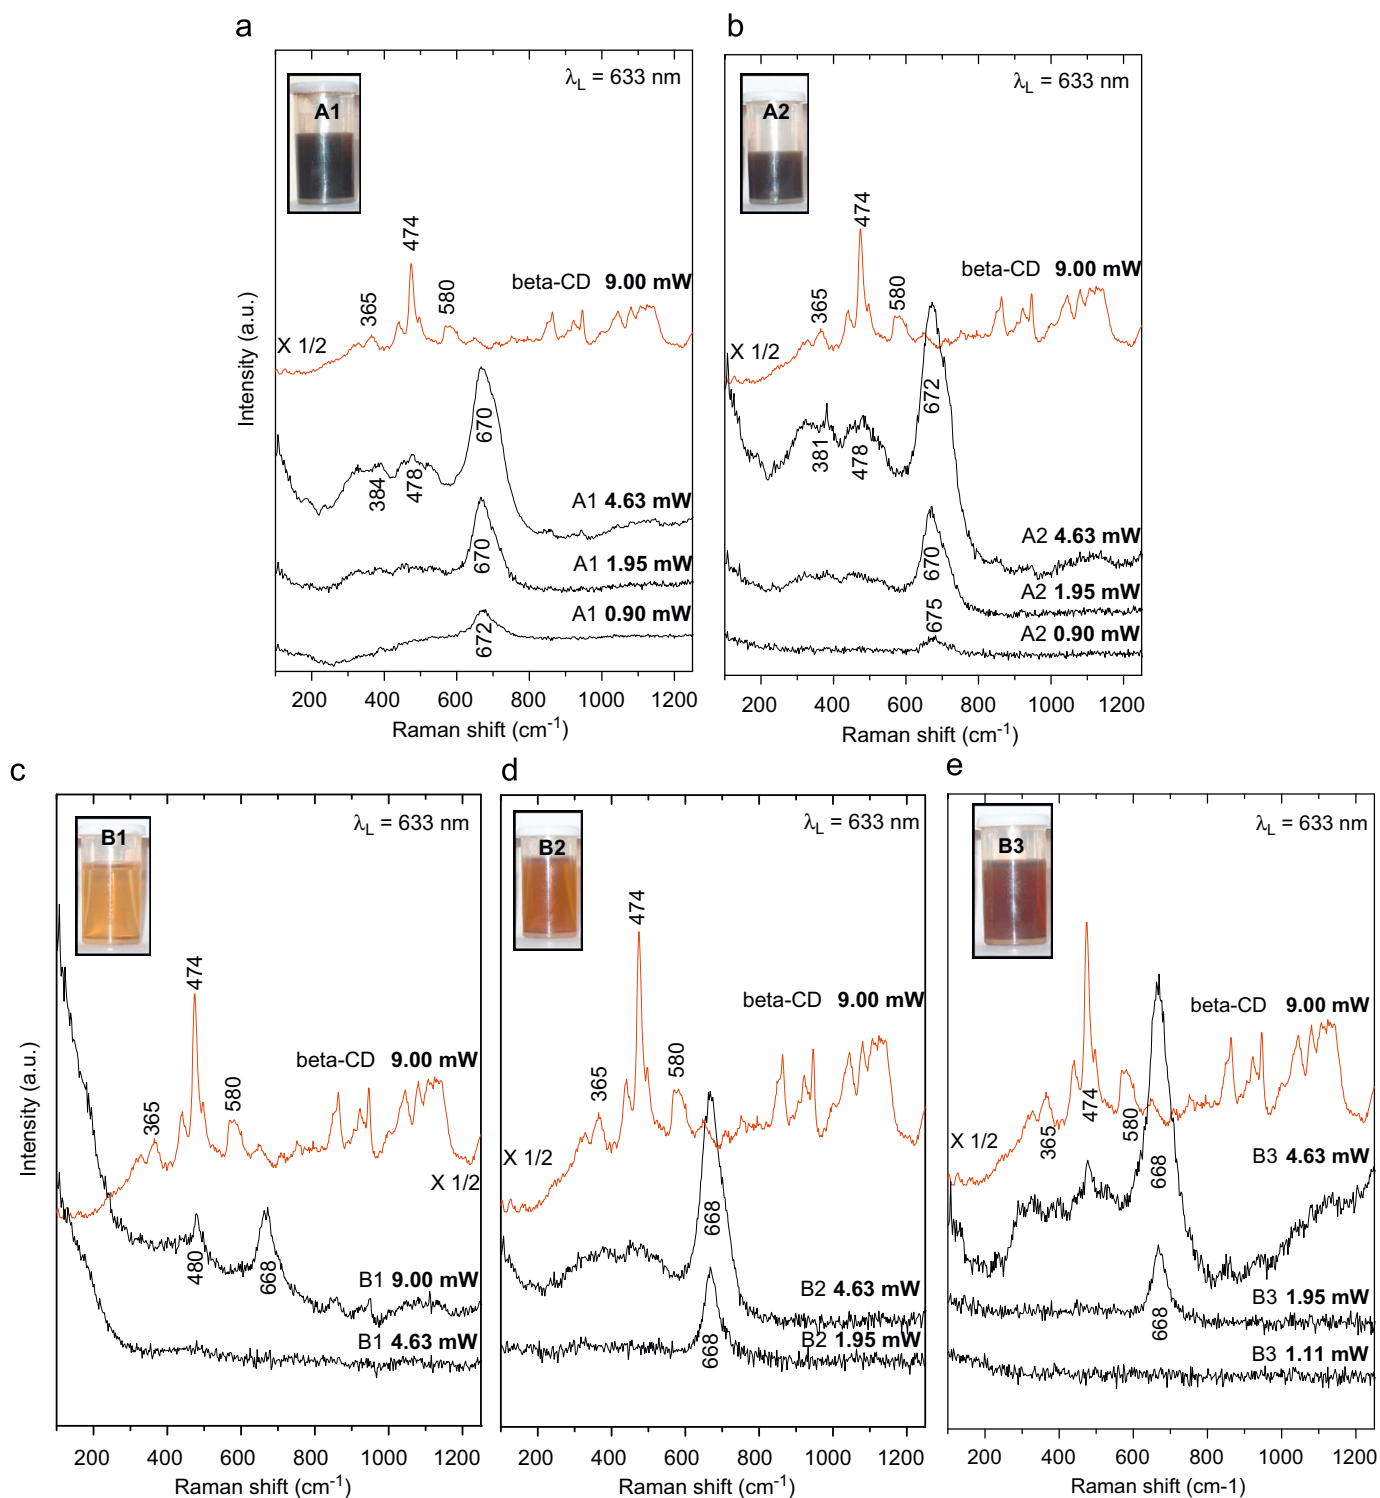 a
λL = 633 nm
A1
474
365
580
beta-CD 9.00 mW
X 1/2
670
384
478
A1 4.63 mW
670
A1 1.95 mW
672
A1 0.90 mW
Intensity (a.u.)
200 400 600 800 1000 1200
Raman shift (cm-1)
b
λL = 633 nm
A2
474
365
580
beta-CD 9.00 mW
X 1/2
672
381
478
A2 4.63 mW
670
A2 1.95 mW
675
A2 0.90 mW
200 400 600 800 1000 1200
Raman shift (cm-1)
c
λL = 633 nm
B1
474
365
580
beta-CD 9.00 mW
X 1/2
480
668
B1 9.00 mW
B1 4.63 mW
Intensity (a.u.)
200 400 600 800 1000 1200
Raman shift (cm-1)
d
λL = 633 nm
B2
474
365
580
beta-CD 9.00 mW
X 1/2
668
B2 4.63 mW
668
B2 1.95 mW
200 400 600 800 1000 1200
Raman shift (cm-1)
e
λL = 633 nm
B3
beta-CD 9.00 mW
X 1/2
365
474
580
668
B3 4.63 mW
668
B3 1.95 mW
B3 1.11 mW
200 400 600 800 1000 1200
Raman shift (cm-1)